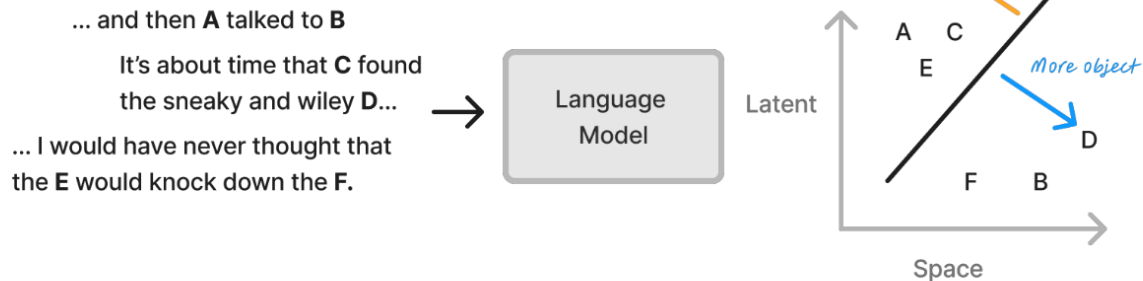 ... and then A talked to B
It's about time that C found
the sneaky and wiley D...
... I would have never thought that
the E would knock down the F.
Language
Model
Latent
Space
A C
E
More object
D
F B